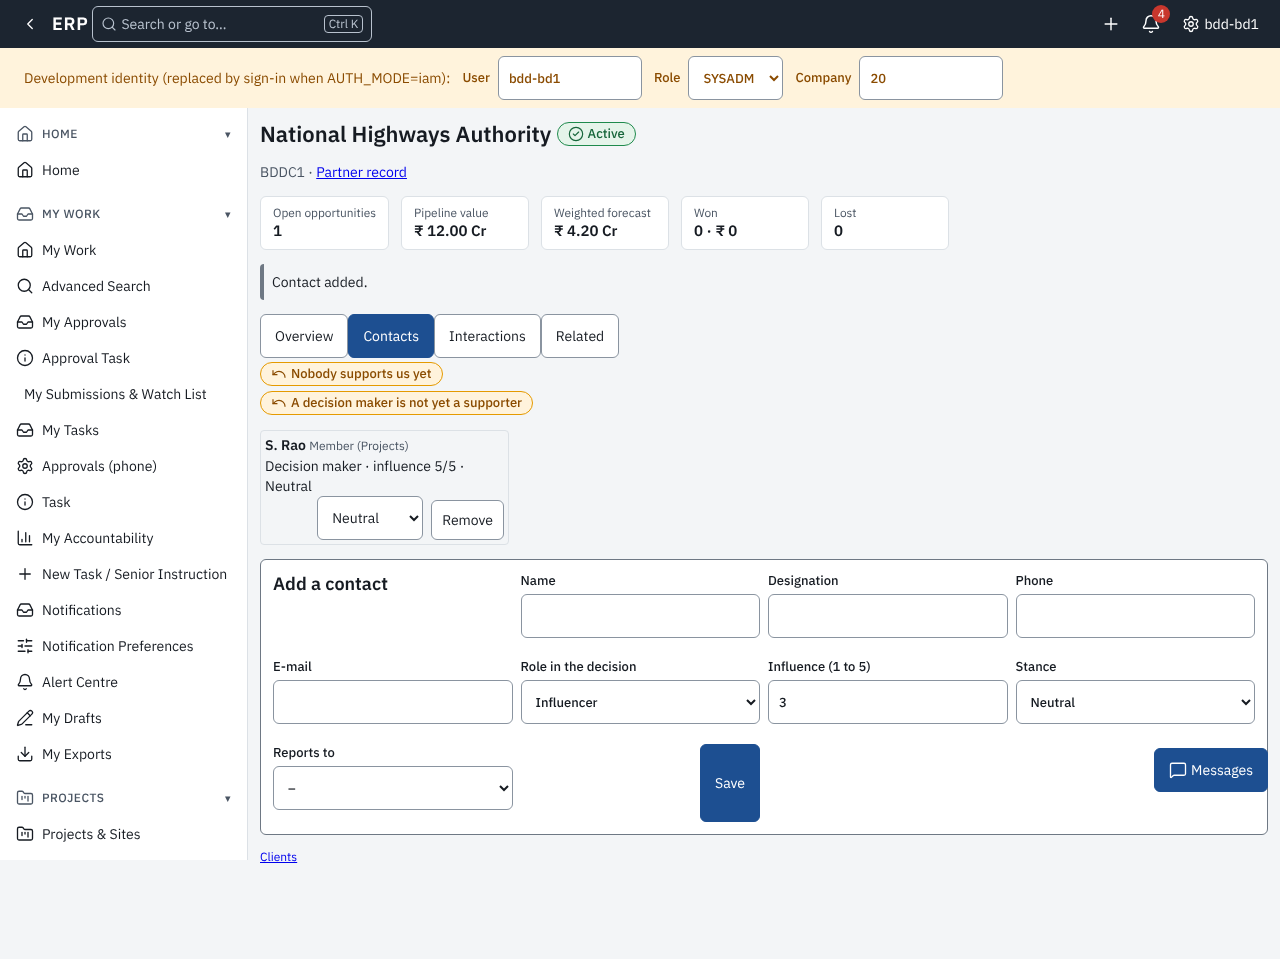 ERP
Search or go to...
Ctrl K
4
bdd-bd1
Development identity (replaced by sign-in when AUTH_MODE=iam):
User
bdd-bd1
Role
SYSADM
Company
20
HOME
Home
MY WORK
My Work
Advanced Search
My Approvals
Approval Task
My Submissions & Watch List
My Tasks
Approvals (phone)
Task
My Accountability
New Task / Senior Instruction
Notifications
Notification Preferences
Alert Centre
My Drafts
My Exports
PROJECTS
Projects & Sites
National Highways Authority
Active
BDDC1 · Partner record
Open opportunities
1
Pipeline value
₹ 12.00 Cr
Weighted forecast
₹ 4.20 Cr
Won
0 · ₹ 0
Lost
0
Contact added.
Overview
Contacts
Interactions
Related
Nobody supports us yet
A decision maker is not yet a supporter
S. Rao Member (Projects)
Decision maker · influence 5/5 ·
Neutral
Neutral
Remove
Add a contact
Name
Designation
Phone
E-mail
Role in the decision
Influencer
Influence (1 to 5)
3
Stance
Neutral
Reports to
–
Save
Messages
Clients